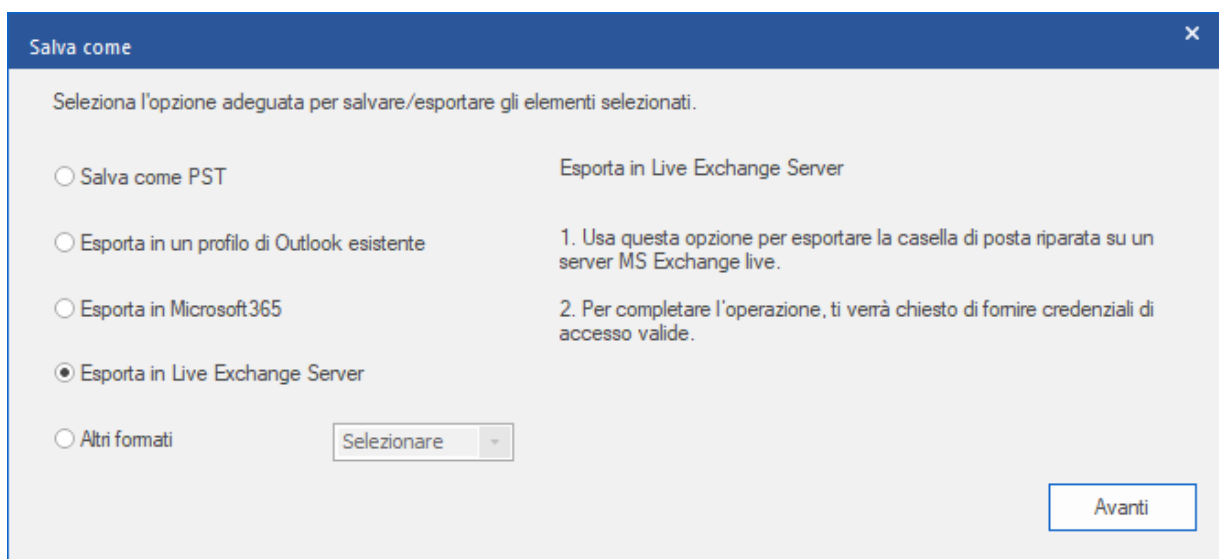 Salva come
Seleziona l'opzione adeguata per salvare/esportare gli elementi selezionati.
Salva come PST
Esporta in un profilo di Outlook esistente
Esporta in Microsoft365
Esporta in Live Exchange Server
Altri formati
Selezionare
Esporta in Live Exchange Server
1. Usa questa opzione per esportare la casella di posta riparata su un
server MS Exchange live.
2. Per completare l'operazione, ti verrà chiesto di fornire credenziali di
accesso valide.
Avanti